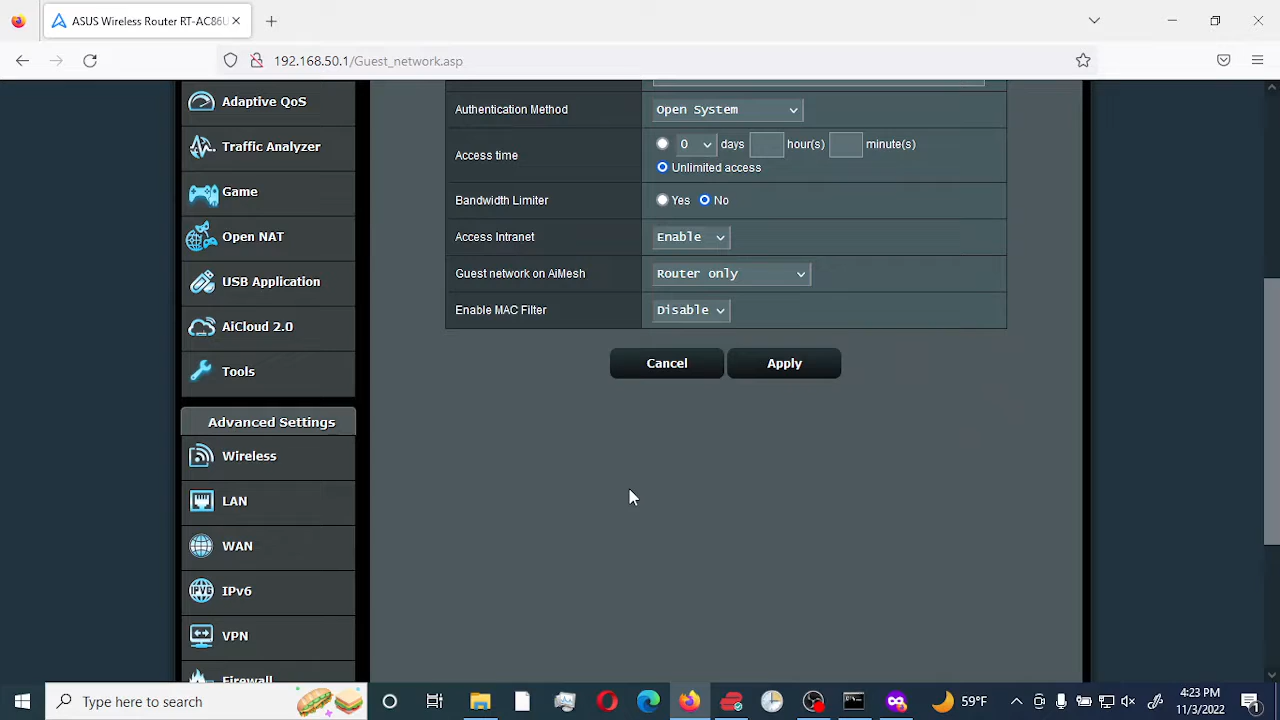 ASUS Wireless Router RT-AC86U
192.168.50.1/Guest_network.asp
Adaptive QoS
Traffic Analyzer
Game
Open NAT
USB Application
AiCloud 2.0
Tools
Advanced Settings
Wireless
LAN
WAN
IPv6
VPN
Firewall
Authentication Method Open System
Access time 0 days hour(s) minute(s)
Unlimited access
Bandwidth Limiter Yes No
Access Intranet Enable
Guest network on AiMesh Router only
Enable MAC Filter Disable
Cancel Apply
Type here to search
59°F
4:23 PM
11/3/2022
1